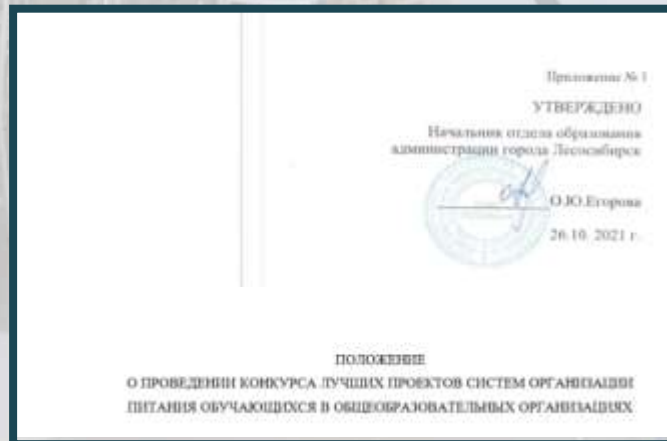 Приложение № 1
УТВЕРЖДЕНО
Начальник отдела образования
администрации города Лесосибирск
О.Ю.Егорова
26.10. 2021 г.
ПОЛОЖЕНИЕ
О ПРОВЕДЕНИИ КОНКУРСА ЛУЧШИХ ПРОЕКТОВ СИСТЕМ ОРГАНИЗАЦИИ
ПИТАНИЯ ОБУЧАЮЩИХСЯ В ОБЩЕОБРАЗОВАТЕЛЬНЫХ ОРГАНИЗАЦИЯХ